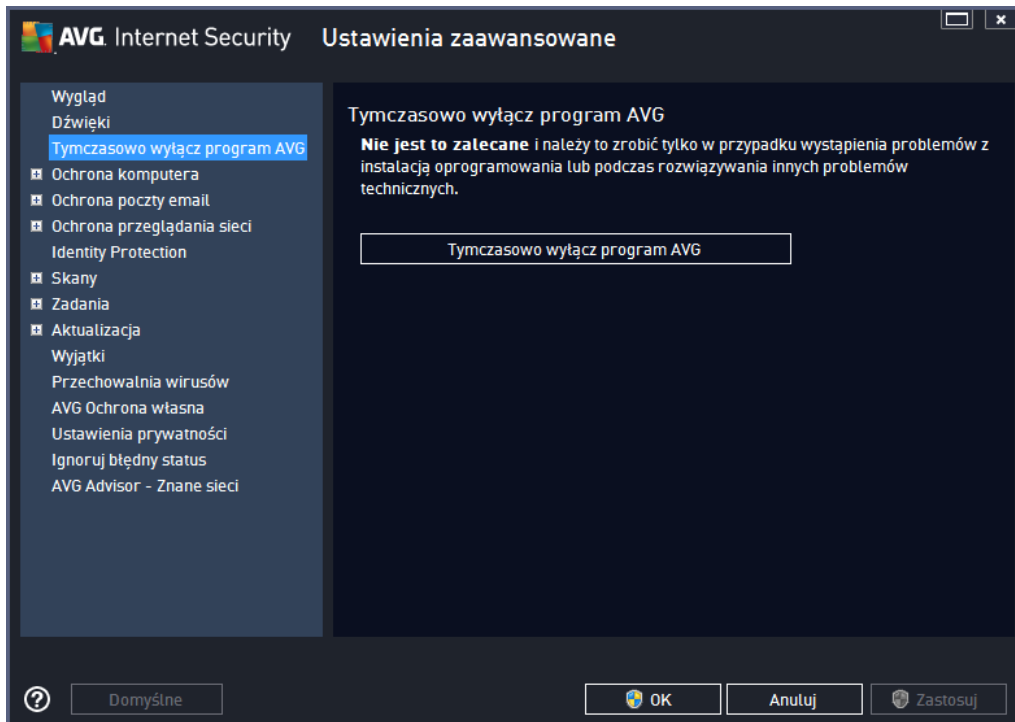 AVG. Internet Security
Ustawienia zaawansowane
Wygląd
Dźwięki
Tymczasowo wyłącz program AVG
Ochrona komputera
Ochrona poczty email
Ochrona przeglądania sieci
Identity Protection
Skany
Zadania
Aktualizacja
Wyjątki
Przechowalnia wirusów
AVG Ochrona własna
Ustawienia prywatności
Ignoruj błędny status
AVG Advisor - Znane sieci
Tymczasowo wyłącz program AVG
Nie jest to zalecane i należy to zrobić tylko w przypadku wystąpienia problemów z
instalacją oprogramowania lub podczas rozwiązywania innych problemów
technicznych.
Tymczasowo wyłącz program AVG
Domyślne
OK
Anuluj
Zastosuj